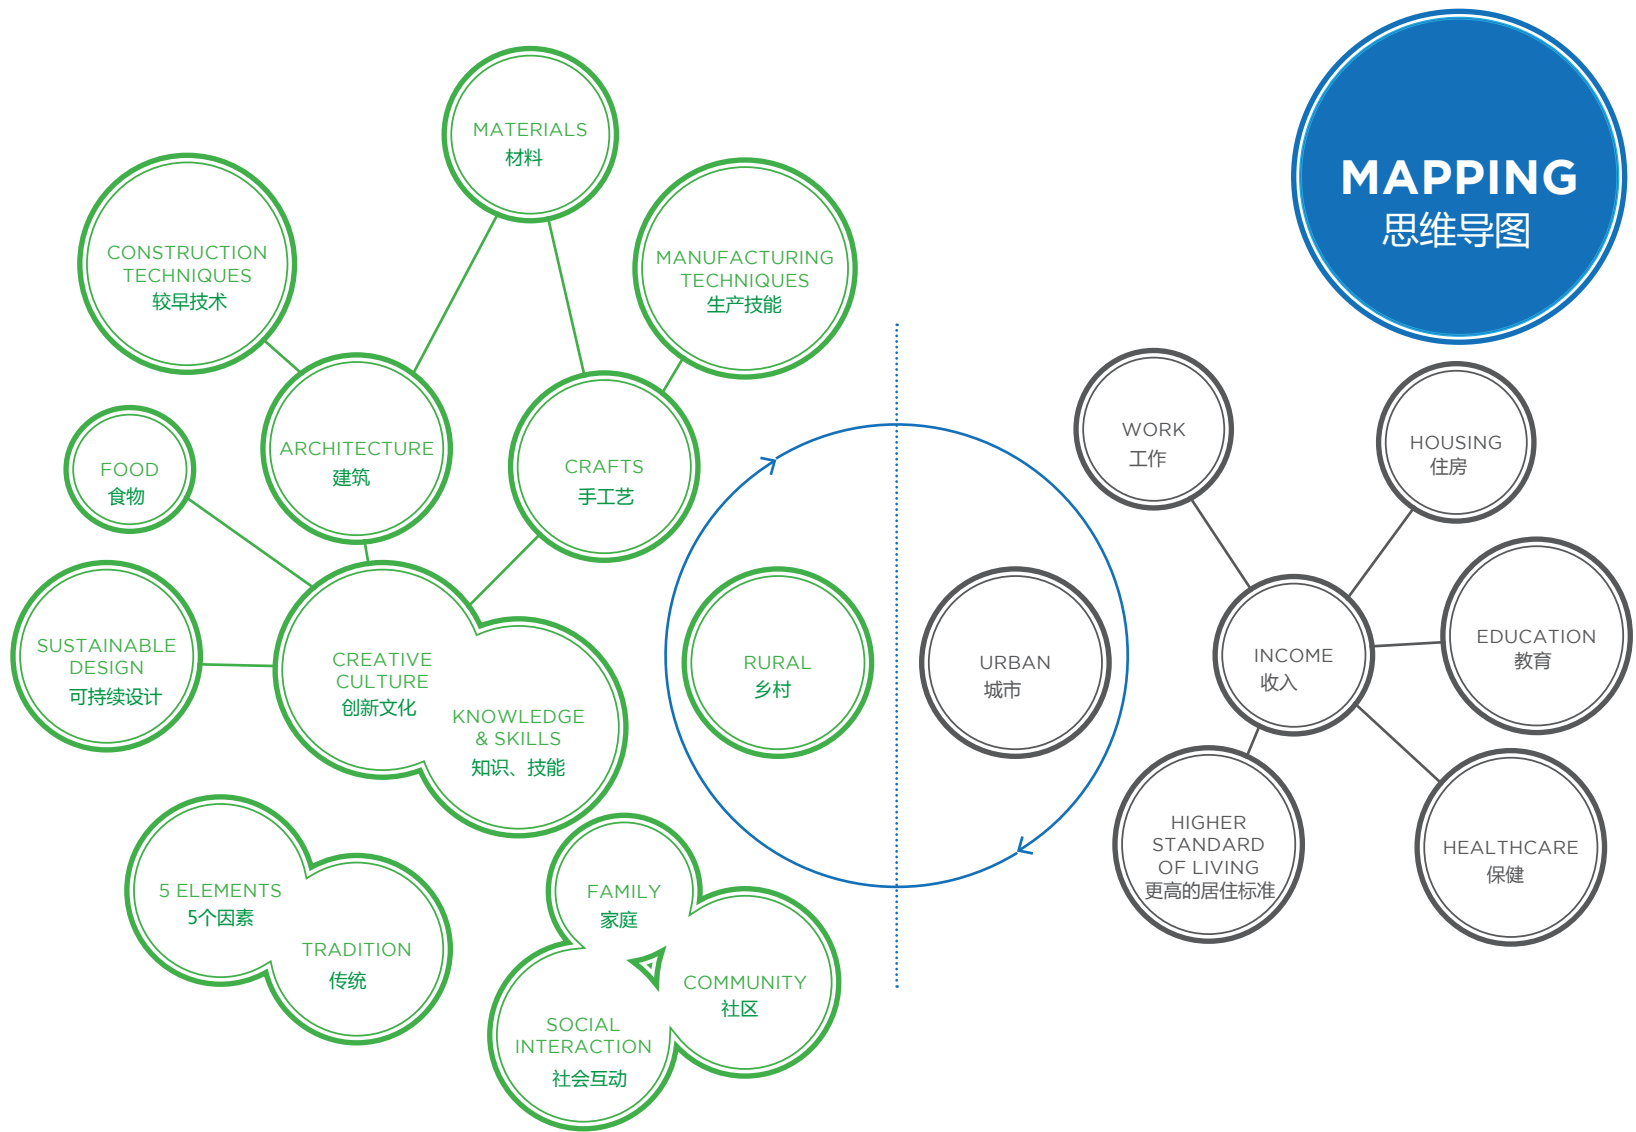 MAPPING
思维导图
MATERIALS
材料
CONSTRUCTION
TECHNIQUES
较早技术
MANUFACTURING
TECHNIQUES
生产技能
ARCHITECTURE
建筑
CRAFTS
手工艺
FOOD
食物
SUSTAINABLE
DESIGN
可持续设计
CREATIVE
CULTURE
创新文化
KNOWLEDGE
& SKILLS
知识、技能
5 ELEMENTS
5个因素
TRADITION
传统
FAMILY
家庭
COMMUNITY
社区
SOCIAL
INTERACTION
社会互动
RURAL
乡村
URBAN
城市
WORK
工作
HOUSING
住房
INCOME
收入
EDUCATION
教育
HIGHER
STANDARD
OF LIVING
更高的居住标准
HEALTHCARE
保健